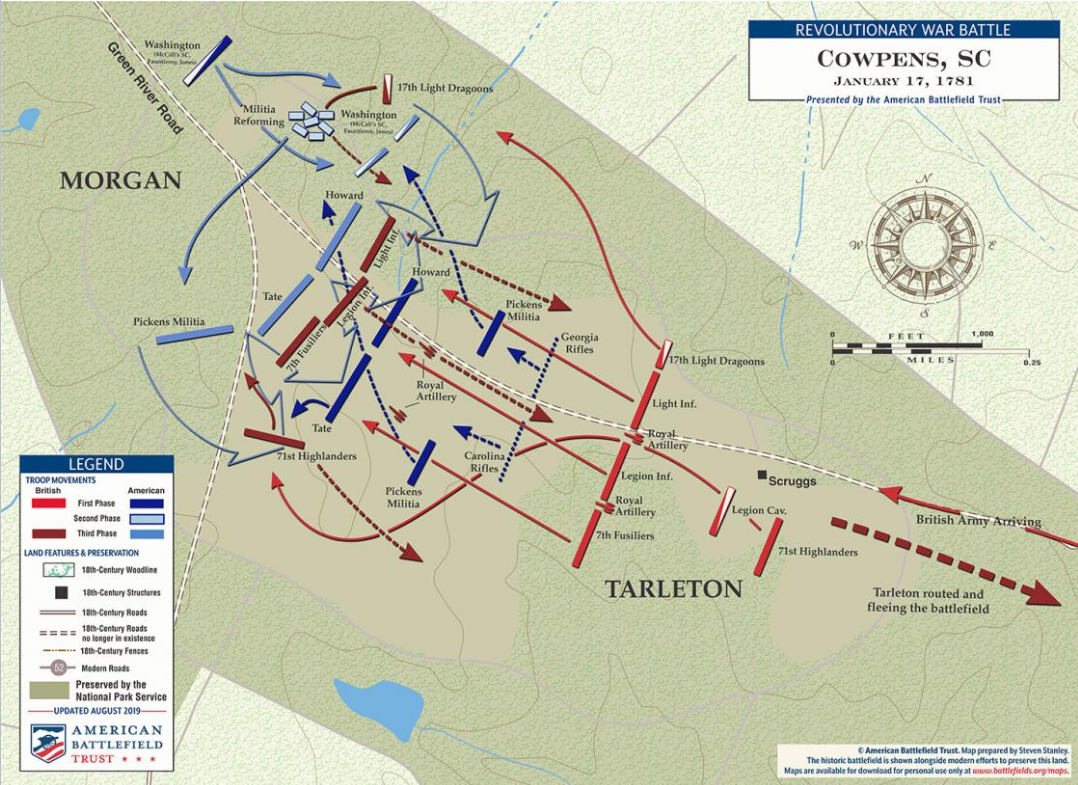 REVOLUTIONARY WAR BATTLE
COWPENS, SC
JANUARY 17, 1781
Presented by the American Battlefield Trust
Washington
(McCall's SC,
Fauntleroy, Jones)
Green River Road
17th Light Dragoons
Militia
Reforming
Washington
(McCall's SC,
Fauntleroy, Jones)
MORGAN
Howard
Light Inf.
N
W
E
S
Howard
Tate
Legion Inf.
Pickens
Militia
Pickens Militia
7th Fusiliers
Georgia
Rifles
FEET
0
1,000
MILES
0
0.25
17th Light Dragoons
Royal
Artillery
Light Inf.
Tate
Royal
Artillery
71st Highlanders
Carolina
Rifles
Legion Inf.
Scruggs
Pickens
Militia
Royal
Artillery
Legion Cav.
British Army Arriving
7th Fusiliers
71st Highlanders
TARLETON
Tarleton routed and
fleeing the battlefield
LEGEND
TROOP MOVEMENTS
British
American
First Phase
Second Phase
Third Phase
LAND FEATURES & PRESERVATION
18th-Century Woodline
18th-Century Structures
18th-Century Roads
18th-Century Roads
no longer in existence
18th-Century Fences
52
Modern Roads
Preserved by the
National Park Service
UPDATED AUGUST 2019
AMERICAN
BATTLEFIELD
TRUST ★ ★ ★
© American Battlefield Trust. Map prepared by Steven Stanley.
The historic battlefield is shown alongside modern efforts to preserve this land.
Maps are available for download for personal use only at www.battlefields.org/maps.